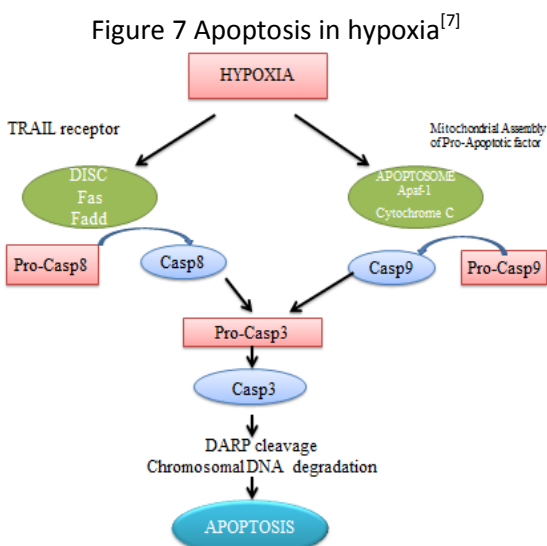 Figure 7 Apoptosis in hypoxia[7]
HYPOXIA
TRAIL receptor
Mitochondrial Assembly
of Pro-Apoptotic factor
DISC
Fas
Fadd
APOPTOSOME
Apaf-1
Cytochrome C
Pro-Casp8
Casp8
Casp9
Pro-Casp9
Pro-Casp3
Casp3
DARP cleavage
Chromosomal DNA degradation
APOPTOSIS